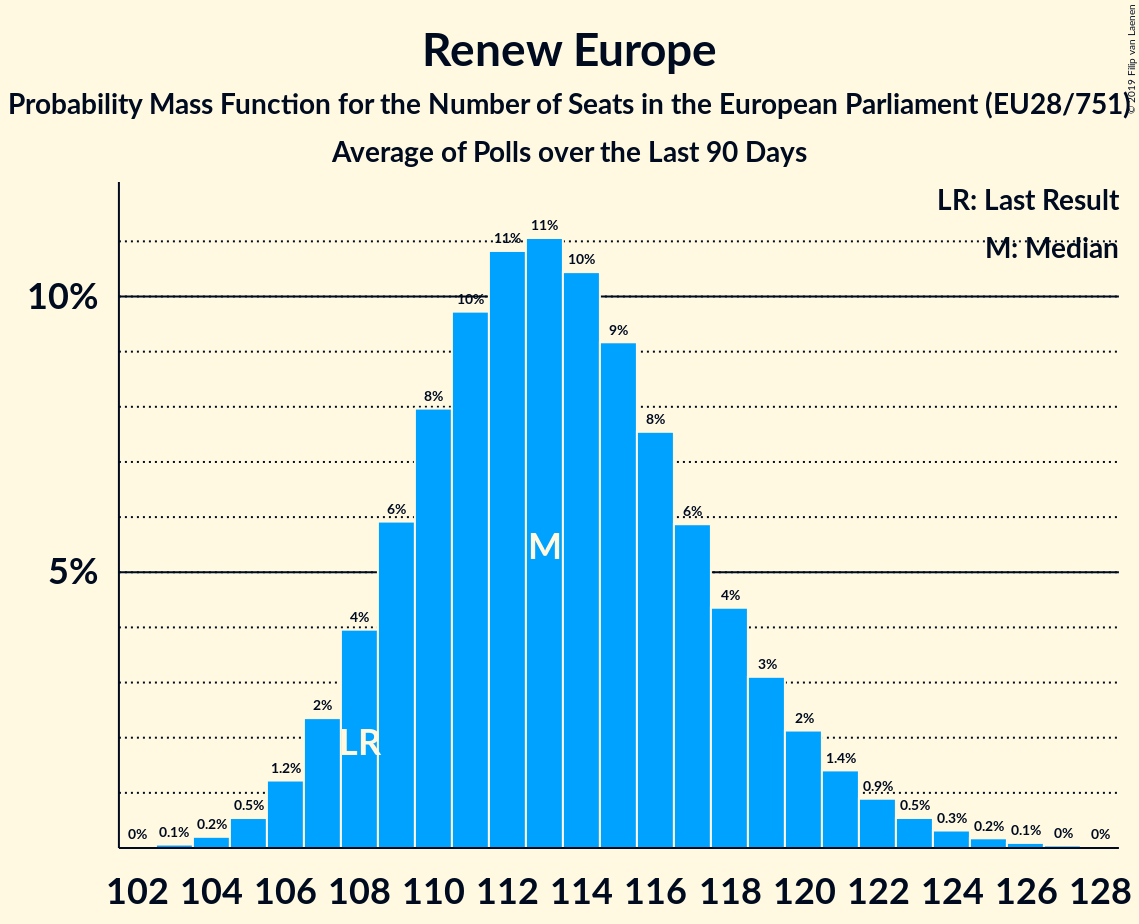 Renew Europe
Probability Mass Function for the Number of Seats in the European Parliament (EU28/751)
Average of Polls over the Last 90 Days
© 2019 Filip van Laenen
LR: Last Result
M: Median
10%
5%
0% 0.1% 0.2% 0.5% 1.2% 2% 4% 6% 8% 10% 11% 11% 10% 9% 8% 6% 4% 3% 2% 1.4% 0.9% 0.5% 0.3% 0.2% 0.1% 0% 0%
M
LR
102 104 106 108 110 112 114 116 118 120 122 124 126 128